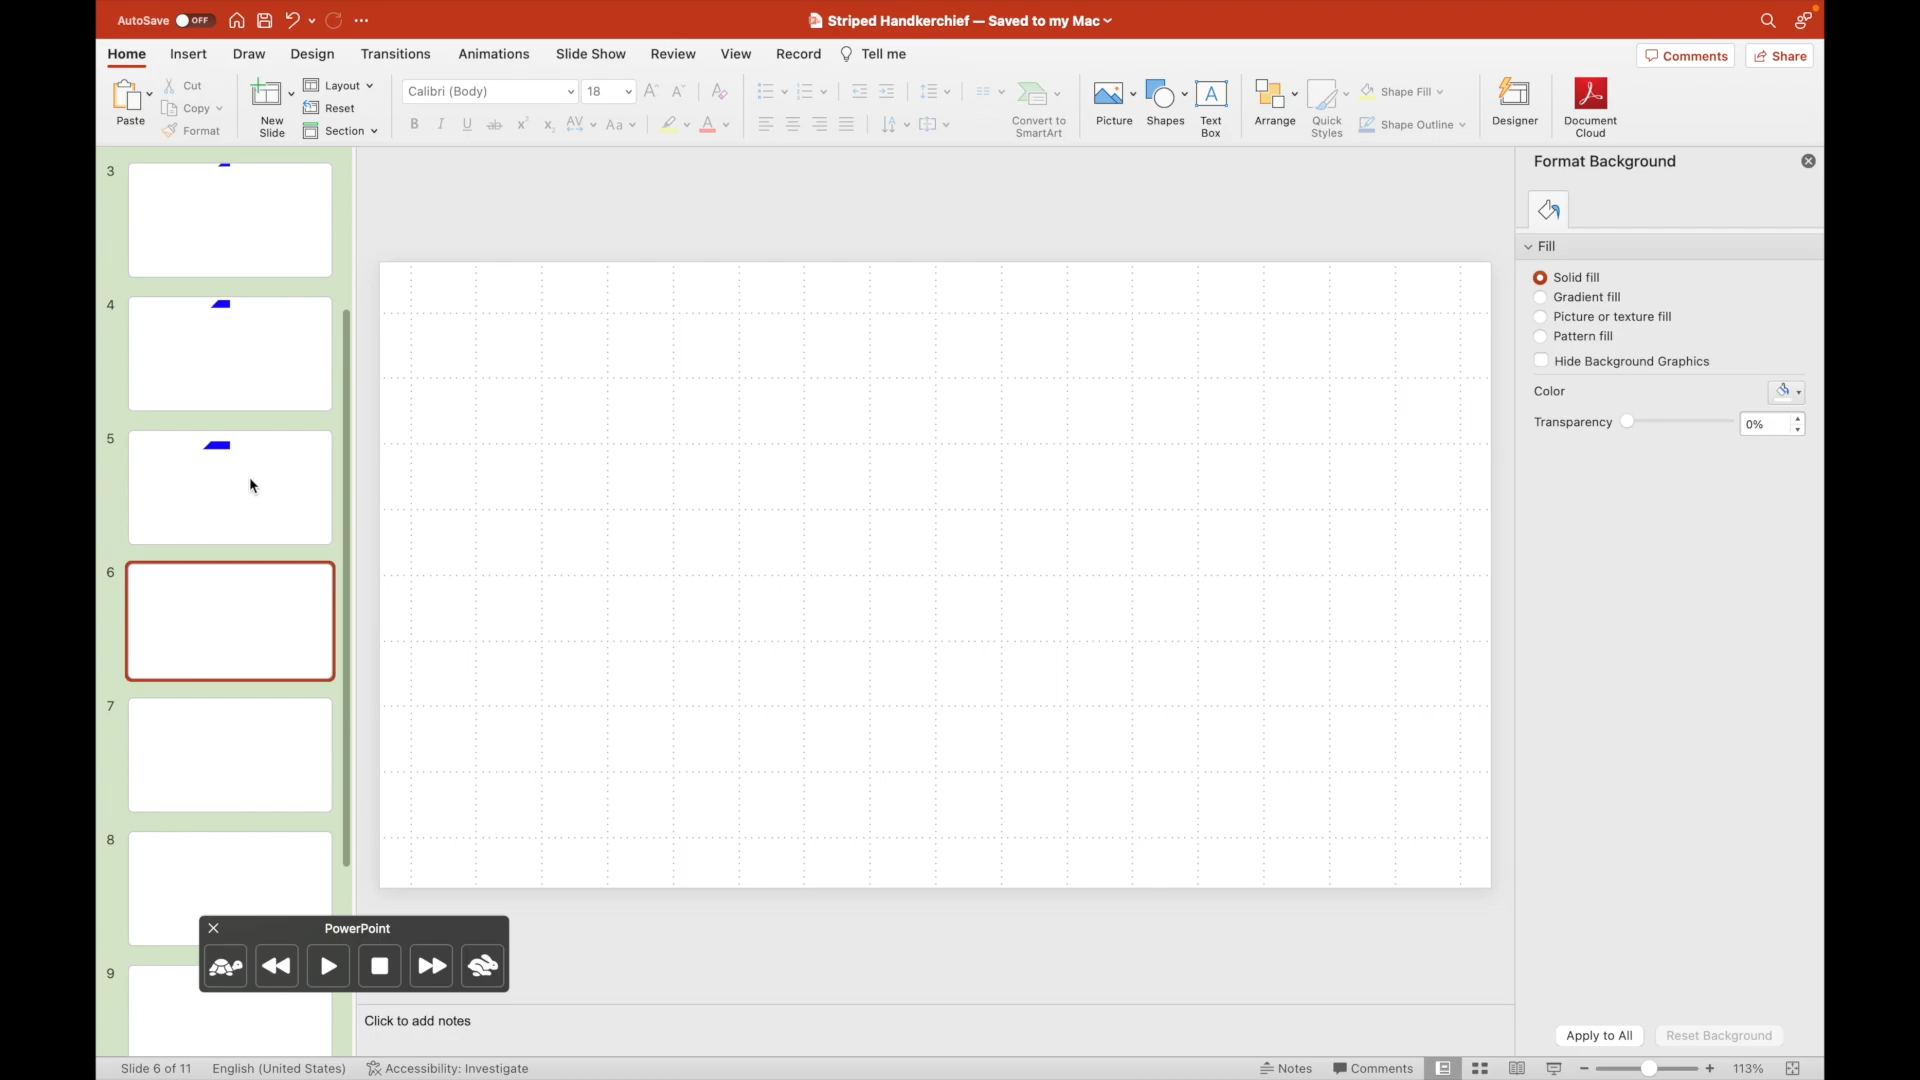 AutoSave OFF
Striped Handkerchief — Saved to my Mac
Home Insert Draw Design Transitions Animations Slide Show Review View Record Tell me
Comments Share
Paste
Cut
Copy
Format
New
Slide
Layout
Reset
Section
Calibri (Body) 18
B I U ab x² x₂ AV Aa A
Convert to
SmartArt
Picture
Shapes
A
Text
Box
Arrange
Quick
Styles
Shape Fill
Shape Outline
Designer
Document
Cloud
3
4
5
6
7
8
9
PowerPoint
Click to add notes
Format Background
Fill
Solid fill
Gradient fill
Picture or texture fill
Pattern fill
Hide Background Graphics
Color
Transparency 0%
Apply to All Reset Background
Slide 6 of 11 English (United States) Accessibility: Investigate
Notes Comments 113%